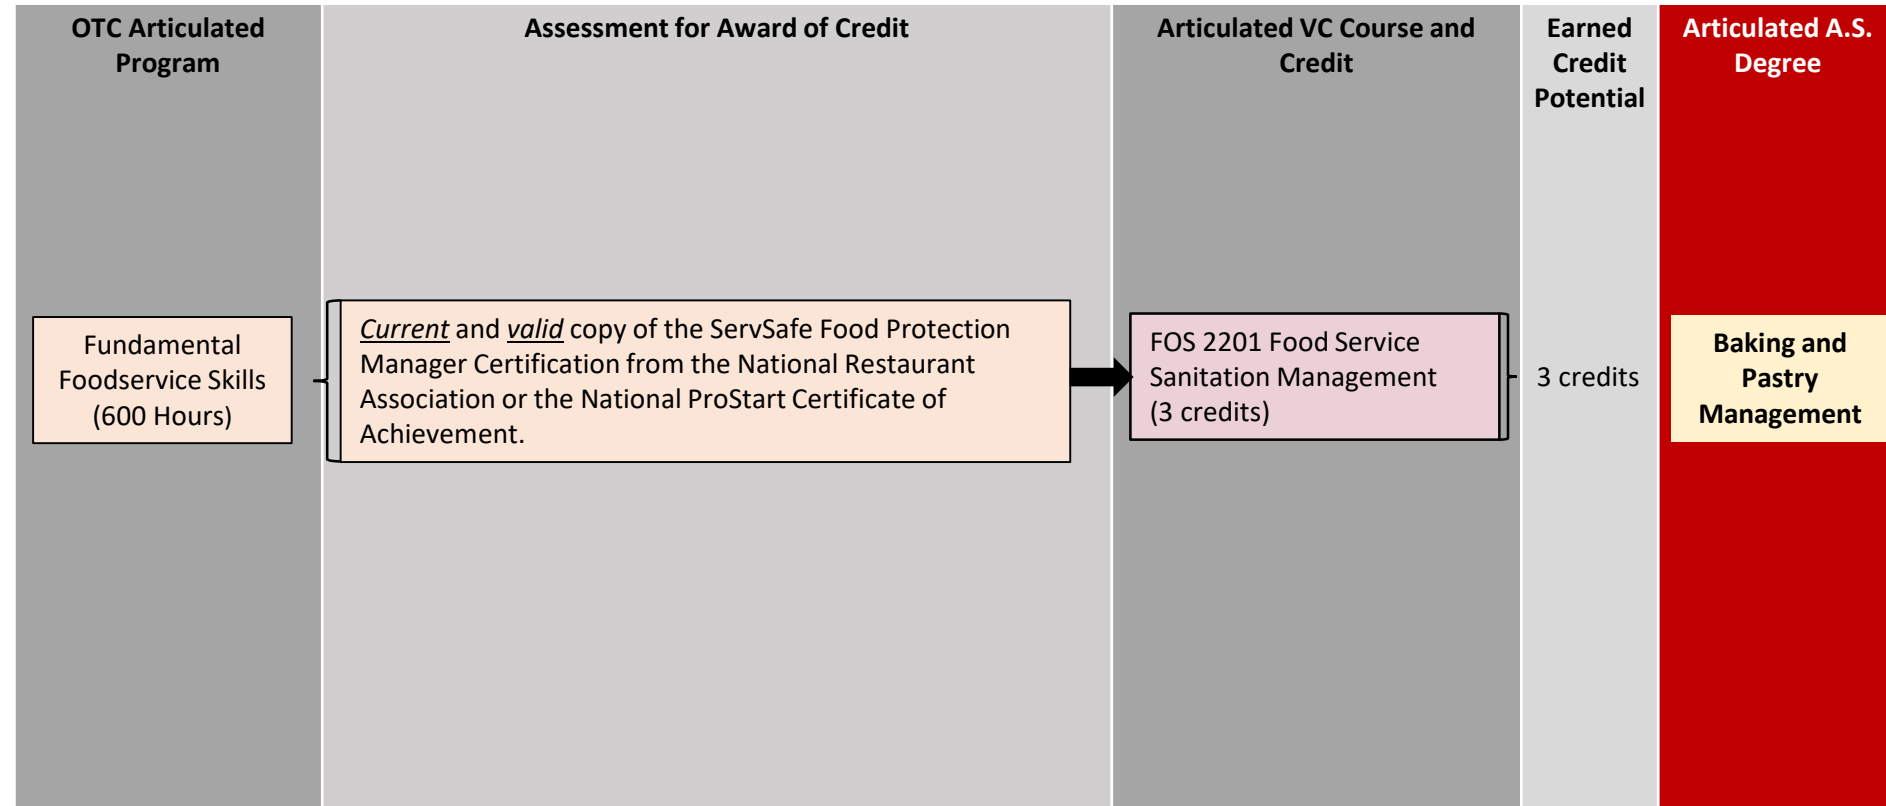 OTC Articulated
Program
Assessment for Award of Credit
Articulated VC Course and
Credit
Earned
Credit
Potential
Articulated A.S.
Degree
Fundamental
Foodservice Skills
(600 Hours)
Current and valid copy of the ServSafe Food Protection
Manager Certification from the National Restaurant
Association or the National ProStart Certificate of
Achievement.
FOS 2201 Food Service
Sanitation Management
(3 credits)
3 credits
Baking and
Pastry
Management